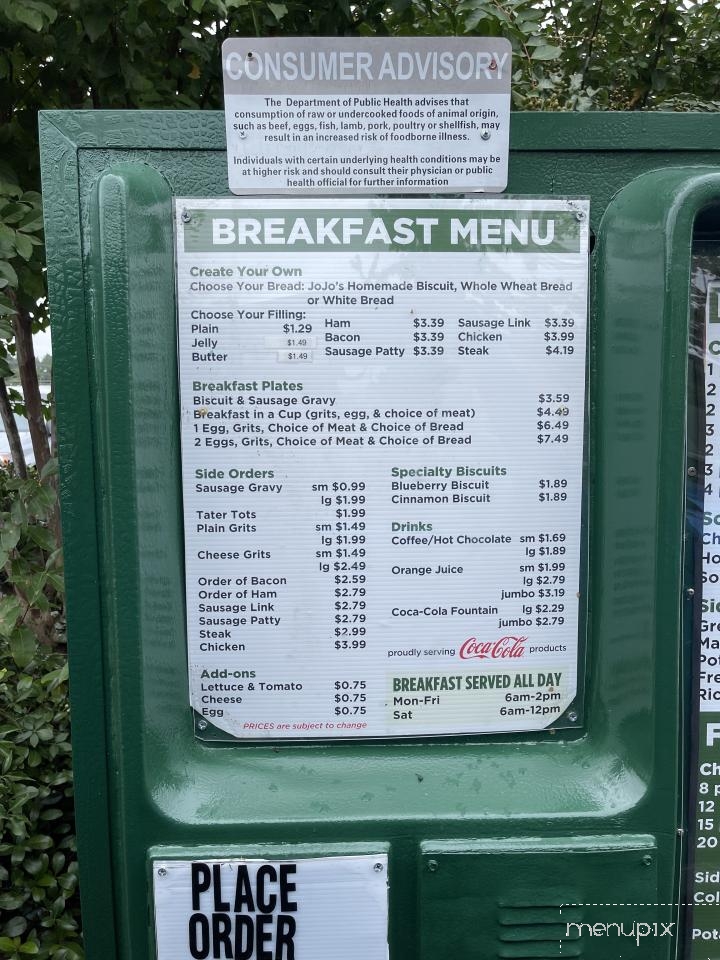 CONSUMER ADVISORY
The Department of Public Health advises that
consumption of raw or undercooked foods of animal origin,
such as beef, eggs, fish, lamb, pork, poultry or shellfish, may
result in an increased risk of foodborne illness.
Individuals with certain underlying health conditions may be
at higher risk and should consult their physician or public
health official for further information
BREAKFAST MENU
Create Your Own
Choose Your Bread: JoJo's Homemade Biscuit, Whole Wheat Bread
or White Bread
Choose Your Filling:
Plain $1.29
Jelly $1.49
Butter $1.49
Ham $3.39
Bacon $3.39
Sausage Patty $3.39
Sausage Link $3.39
Chicken $3.99
Steak $4.19
Breakfast Plates
Biscuit & Sausage Gravy $3.59
Breakfast in a Cup (grits, egg, & choice of meat) $4.49
1 Egg, Grits, Choice of Meat & Choice of Bread $6.49
2 Eggs, Grits, Choice of Meat & Choice of Bread $7.49
Side Orders
Sausage Gravy sm $0.99
lg $1.99
Tater Tots $1.99
Plain Grits sm $1.49
lg $1.99
Cheese Grits sm $1.49
lg $2.49
Order of Bacon $2.59
Order of Ham $2.79
Sausage Link $2.79
Sausage Patty $2.79
Steak $2.99
Chicken $3.99
Add-ons
Lettuce & Tomato $0.75
Cheese $0.75
Egg $0.75
PRICES are subject to change
Specialty Biscuits
Blueberry Biscuit $1.89
Cinnamon Biscuit $1.89
Drinks
Coffee/Hot Chocolate sm $1.69
lg $1.89
Orange Juice sm $1.99
lg $2.79
jumbo $3.19
Coca-Cola Fountain lg $2.29
jumbo $2.79
proudly serving Coca-Cola products
BREAKFAST SERVED ALL DAY
Mon-Fri 6am-2pm
Sat 6am-12pm
PLACE
ORDER
1
2
2
3
2
3
4
8
12
15
20
menupix